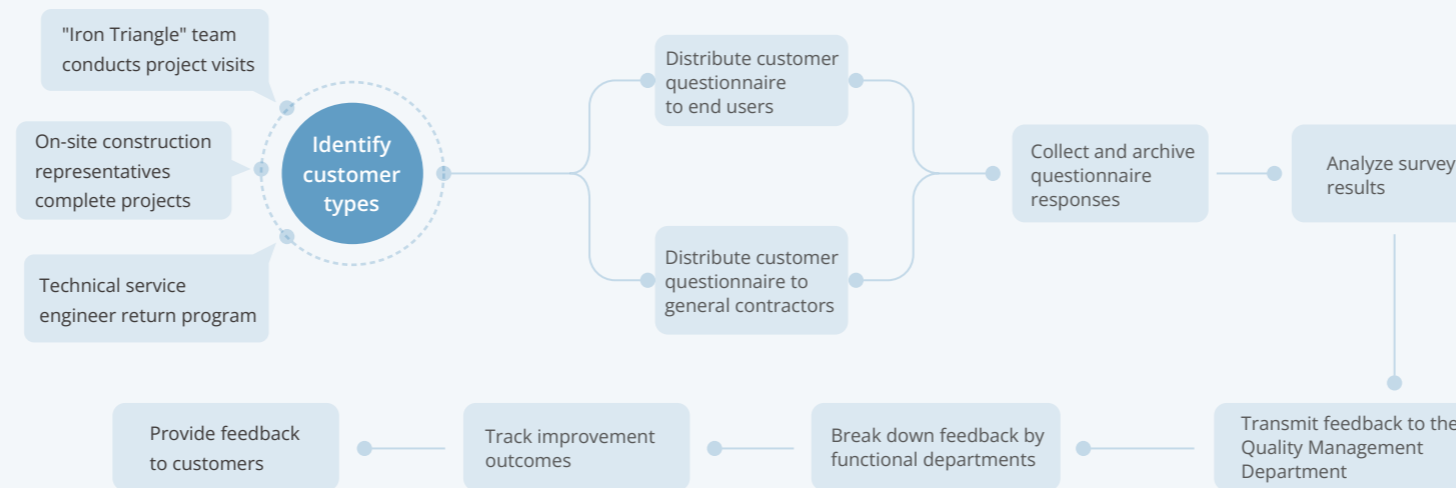 "Iron Triangle" team
conducts project visits
On-site construction
representatives
complete projects
Technical service
engineer return program
Identify
customer
types
Distribute customer
questionnaire
to end users
Distribute customer
questionnaire to
general contractors
Collect and archive
questionnaire
responses
Analyze survey
results
Transmit feedback to the
Quality Management
Department
Break down feedback by
functional departments
Track improvement
outcomes
Provide feedback
to customers